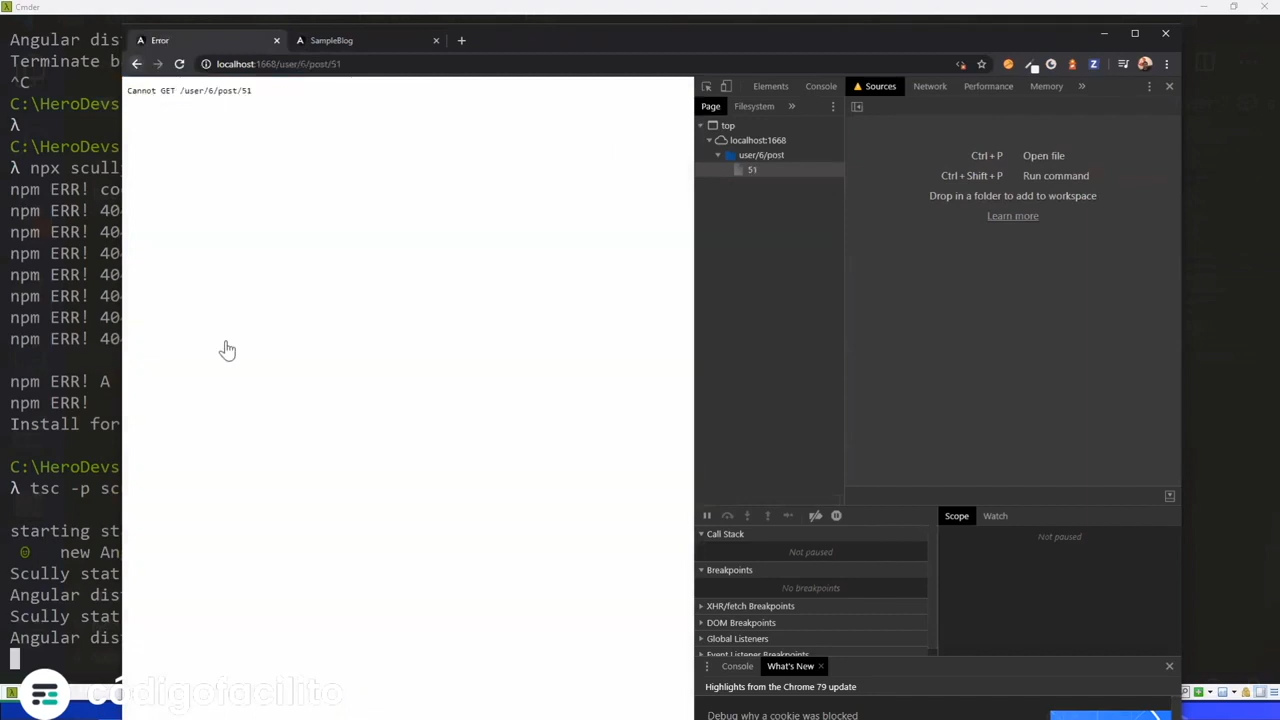 Cmder
Angular dis
Terminate b
^C
C:\HeroDevs
λ
C:\HeroDevs
λ npx scully
npm ERR! co
npm ERR! 40
npm ERR! 40
npm ERR! 40
npm ERR! 40
npm ERR! 40
npm ERR! 40
npm ERR! 40
npm ERR! A
npm ERR!
Install for
C:\HeroDevs
λ tsc -p sc
starting st
new An
Scully stat
Angular dis
Scully stat
Angular dis
Error
SampleBlog
localhost:1668/user/6/post/51
Cannot GET /user/6/post/51
Elements Console Sources Network Performance Memory »
Page Filesystem »
top
localhost:1668
user/6/post
51
Ctrl + P Open file
Ctrl + Shift + P Run command
Drop in a folder to add to workspace
Learn more
Call Stack
Not paused
Breakpoints
No breakpoints
XHR/fetch Breakpoints
DOM Breakpoints
Global Listeners
Event Listener Breakpoints
Scope Watch
Not paused
Console What's New
Highlights from the Chrome 79 update
Debug why a cookie was blocked
códigofacilito